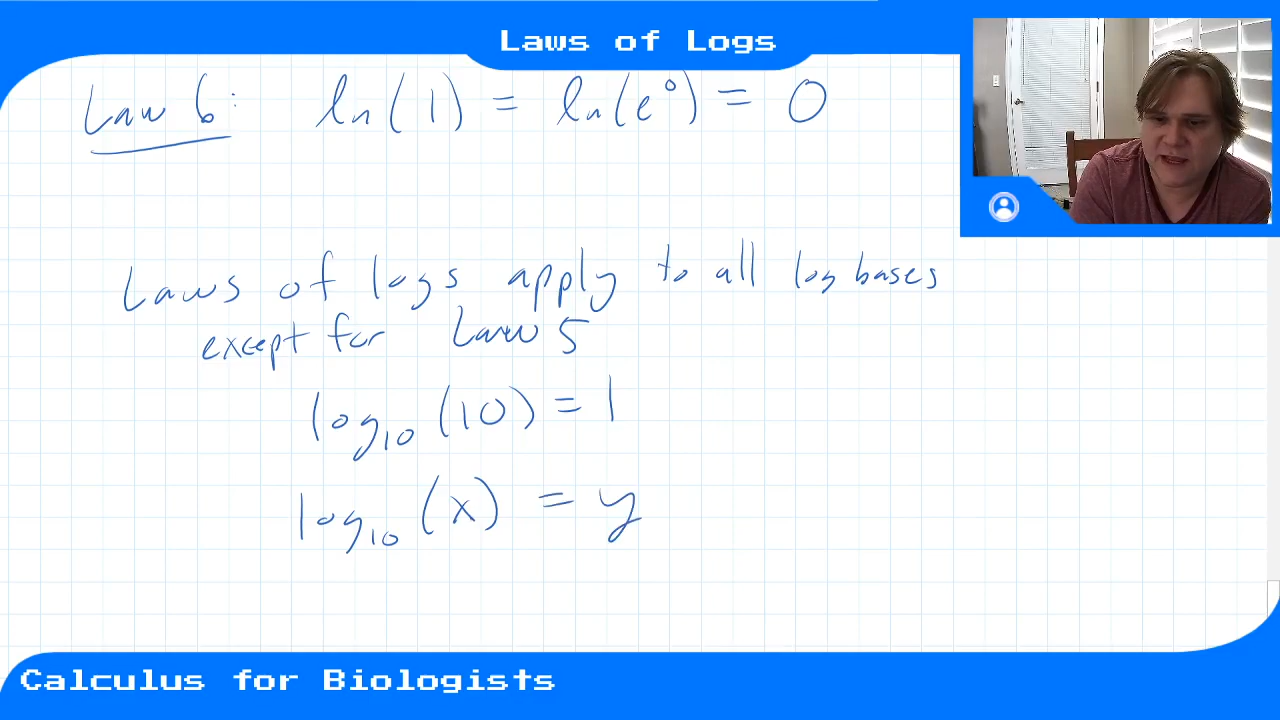 Laws of Logs
Law 6: ln(1) = ln(e⁰) = 0
Laws of logs apply to all log bases
except for Law 5
log₁₀(10) = 1
log₁₀(x) = y
Calculus for Biologists